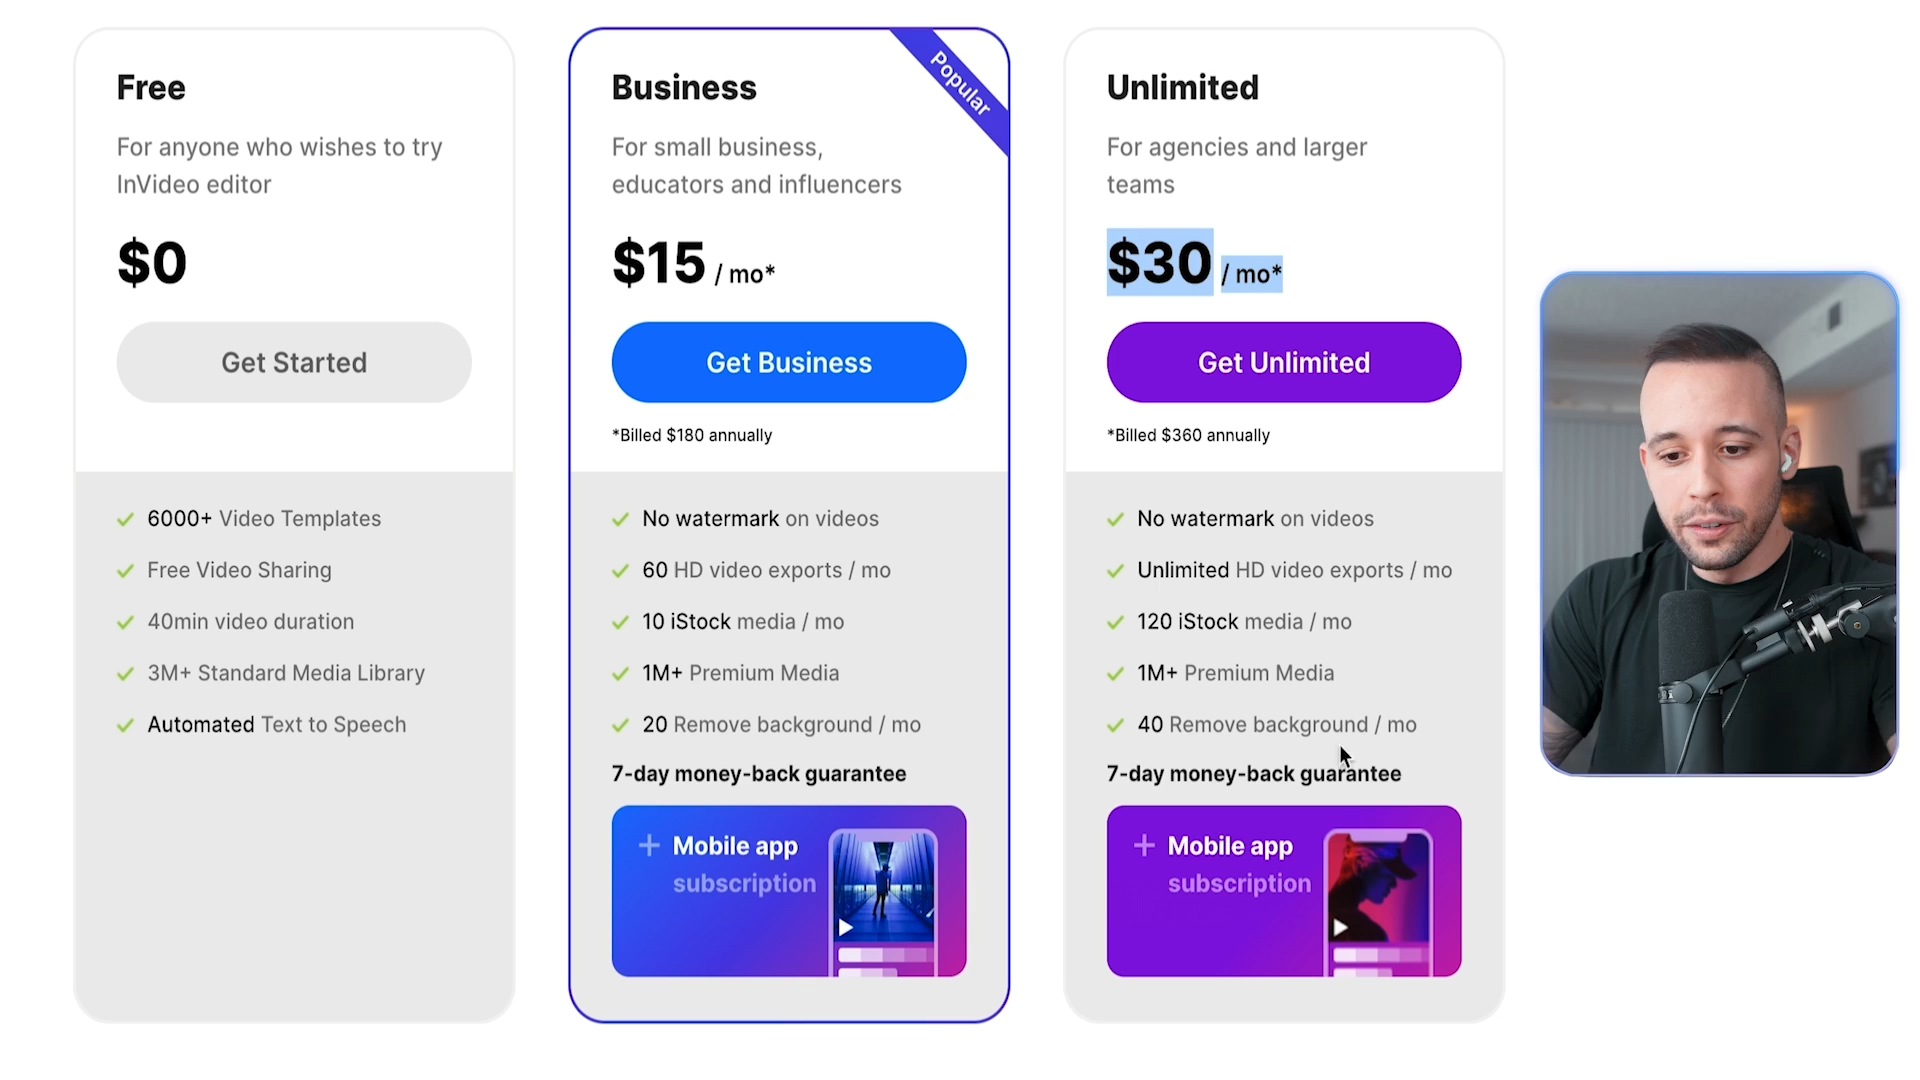 Free
For anyone who wishes to try
InVideo editor
$0
Get Started
6000+ Video Templates
Free Video Sharing
40min video duration
3M+ Standard Media Library
Automated Text to Speech
Popular
Business
For small business,
educators and influencers
$15 / mo*
Get Business
*Billed $180 annually
No watermark on videos
60 HD video exports / mo
10 iStock media / mo
1M+ Premium Media
20 Remove background / mo
7-day money-back guarantee
+ Mobile app
subscription
Unlimited
For agencies and larger
teams
$30 / mo*
Get Unlimited
*Billed $360 annually
No watermark on videos
Unlimited HD video exports / mo
120 iStock media / mo
1M+ Premium Media
40 Remove background / mo
7-day money-back guarantee
+ Mobile app
subscription